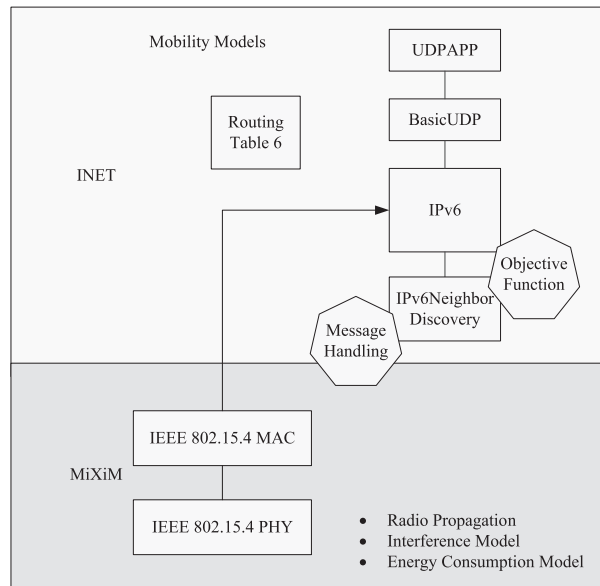 Mobility Models
UDPAPP
BasicUDP
Routing
Table 6
INET
IPv6
Objective
Function
IPv6Neighbor
Discovery
Message
Handling
IEEE 802.15.4 MAC
MiXiM
IEEE 802.15.4 PHY
• Radio Propagation
• Interference Model
• Energy Consumption Model